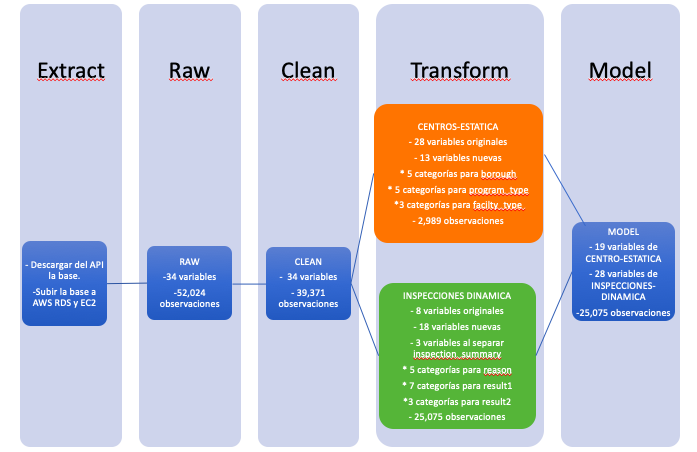 Extract
Raw
Clean
Transform
Model
- Descargar del API
la base.
-Subir la base a
AWS RDS y EC2
RAW
-34 variables
-52,024
observaciones
CLEAN
- 34 variables
- 39,371
observaciones
CENTROS-ESTATICA
- 28 variables originales
- 13 variables nuevas
* 5 categorías para borough
* 5 categorías para program_type
*3 categorías para facilty_type
- 2,989 observaciones
INSPECCIONES DINAMICA
- 8 variables originales
- 18 variables nuevas
- 3 variables al separar
inspection_summary
* 5 categorías para reason
* 7 categorías para result1
*3 categorías para result2
- 25,075 observaciones
MODEL
- 19 variables de
CENTRO-ESTATICA
- 28 variables de
INSPECCIONES-
DINAMICA
-25,075 observaciones